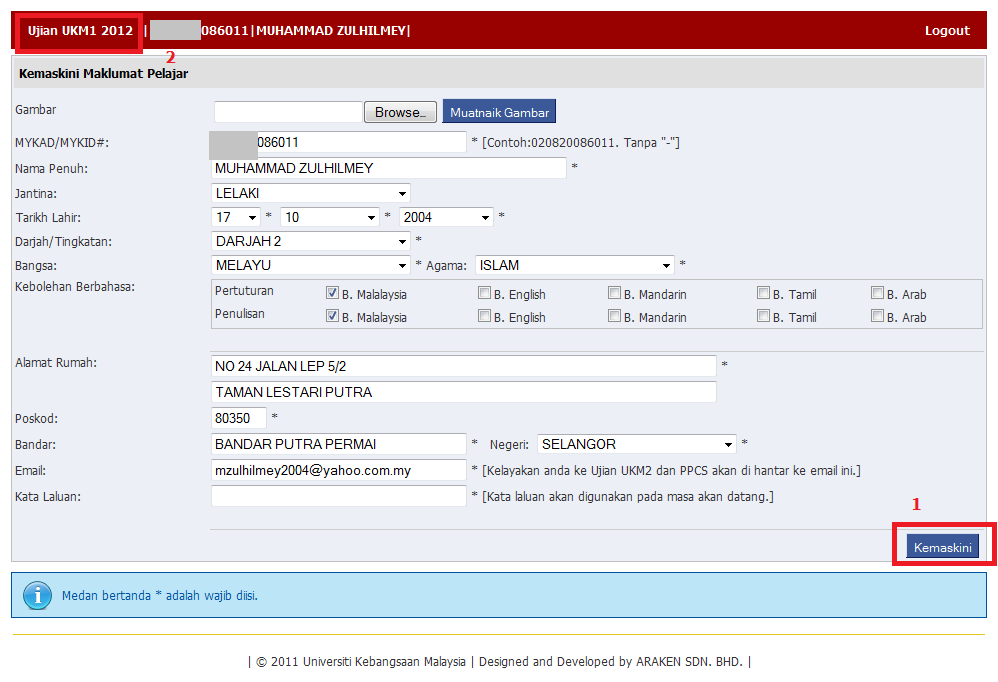 Ujian UKM1 2012 | 086011|MUHAMMAD ZULHILMEY| Logout
2
Kemaskini Maklumat Pelajar
Gambar Browse... Muatnaik Gambar
MYKAD/MYKID#: 086011 * [Contoh:020820086011. Tanpa "-"]
Nama Penuh: MUHAMMAD ZULHILMEY *
Jantina: LELAKI
Tarikh Lahir: 17 * 10 * 2004 *
Darjah/Tingkatan: DARJAH 2 *
Bangsa: MELAYU * Agama: ISLAM *
Kebolehan Berbahasa: Pertuturan B. Malalaysia B. English B. Mandarin B. Tamil B. Arab
Penulisan B. Malalaysia B. English B. Mandarin B. Tamil B. Arab
Alamat Rumah: NO 24 JALAN LEP 5/2 *
TAMAN LESTARI PUTRA
Poskod: 80350 *
Bandar: BANDAR PUTRA PERMAI * Negeri: SELANGOR *
Email: mzulhilmey2004@yahoo.com.my * [Kelayakan anda ke Ujian UKM2 dan PPCS akan di hantar ke email ini.]
Kata Laluan: * [Kata laluan akan digunakan pada masa akan datang.]
1
Kemaskini
Medan bertanda * adalah wajib diisi.
| © 2011 Universiti Kebangsaan Malaysia | Designed and Developed by ARAKEN SDN. BHD. |